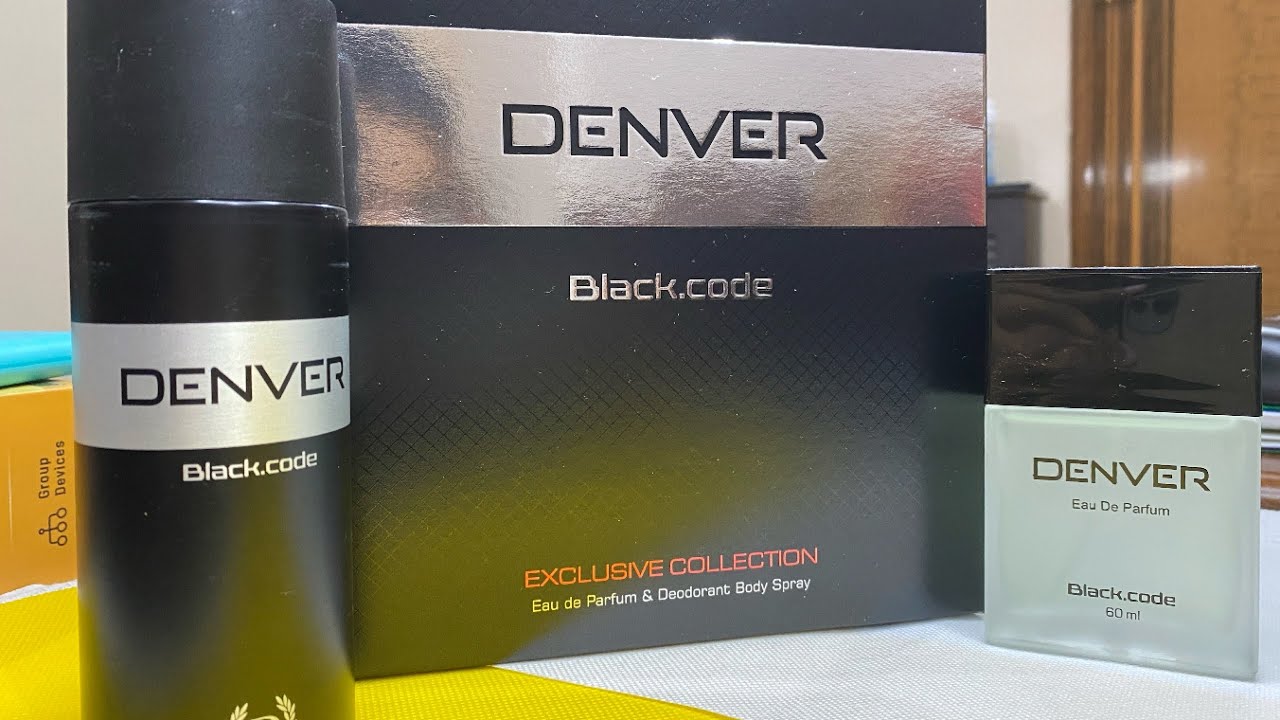 DENVER
Black.code
EXCLUSIVE COLLECTION
Eau de Parfum & Deodorant Body Spray
DENVER
Black.code
DENVER
Eau De Parfum
Black.code
60 ml
Group
Devices